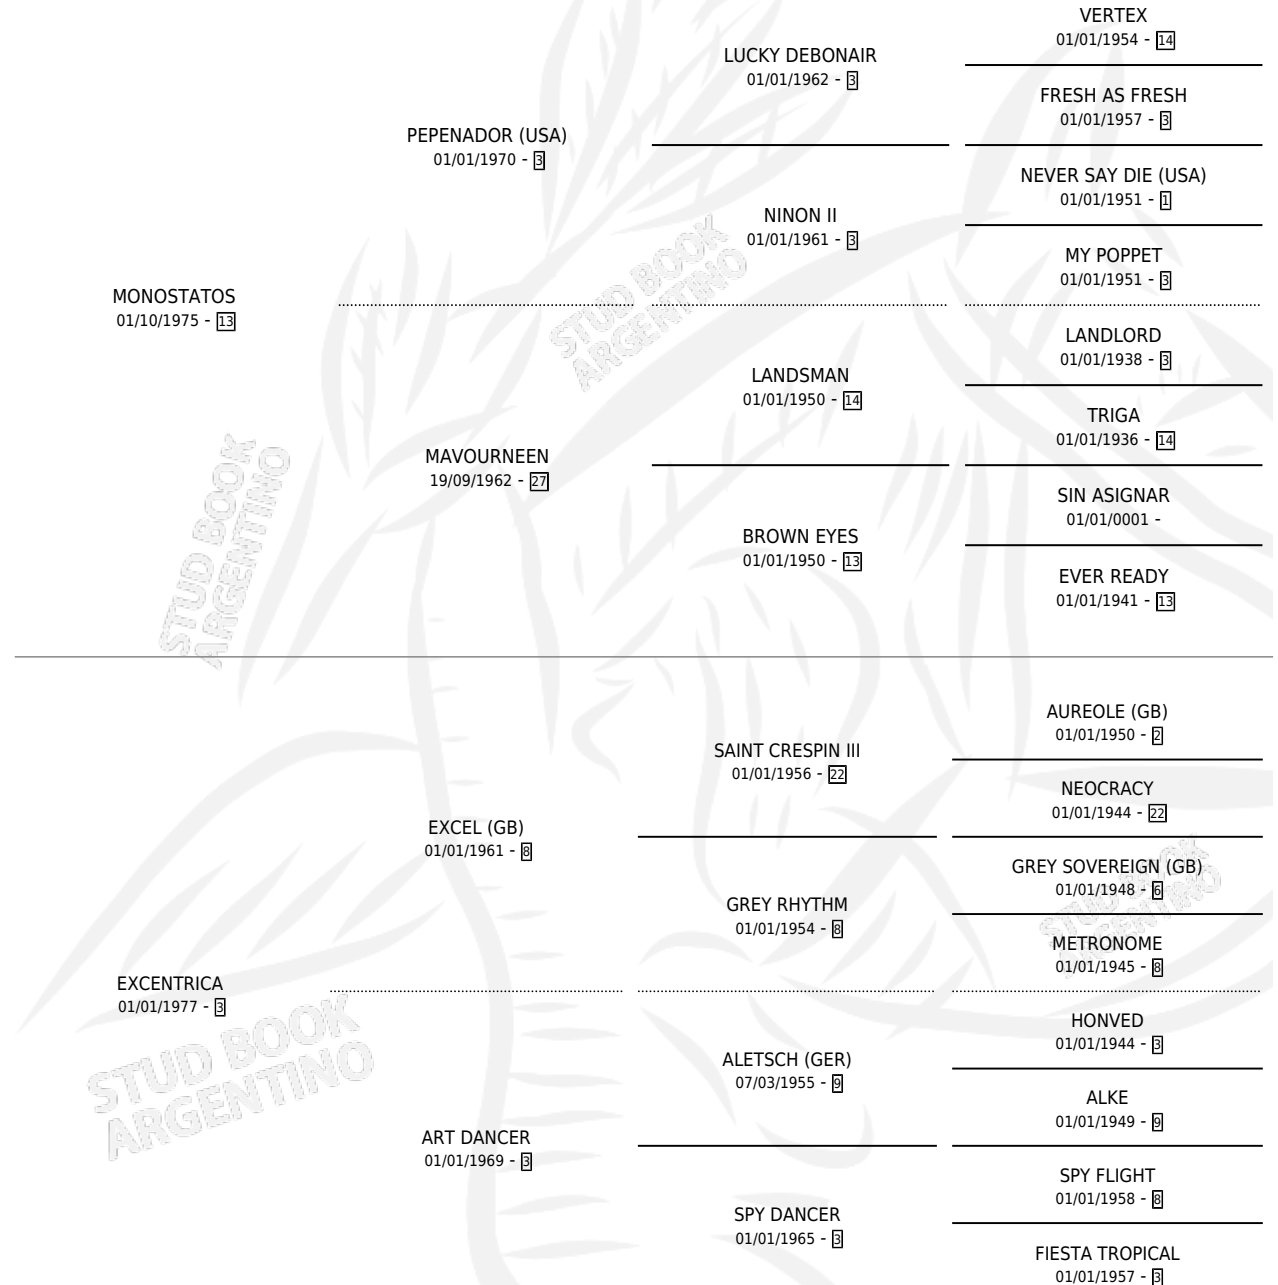 MONOSTATOS
01/10/1975 - 13
PEPENADOR (USA)
01/01/1970 - 3
LUCKY DEBONAIR
01/01/1962 - 3
VERTEX
01/01/1954 - 14
FRESH AS FRESH
01/01/1957 - 3
NINON II
01/01/1961 - 3
NEVER SAY DIE (USA)
01/01/1951 - 1
MY POPPET
01/01/1951 - 3
MAVOURNEEN
19/09/1962 - 27
LANDSMAN
01/01/1950 - 14
LANDLORD
01/01/1938 - 3
TRIGA
01/01/1936 - 14
BROWN EYES
01/01/1950 - 13
SIN ASIGNAR
01/01/0001 -
EVER READY
01/01/1941 - 13
EXCENTRICA
01/01/1977 - 3
EXCEL (GB)
01/01/1961 - 8
SAINT CRESPIN III
01/01/1956 - 22
AUREOLE (GB)
01/01/1950 - 2
NEOCRACY
01/01/1944 - 22
GREY RHYTHM
01/01/1954 - 8
GREY SOVEREIGN (GB)
01/01/1948 - 6
METRONOME
01/01/1945 - 8
ART DANCER
01/01/1969 - 3
ALETSCH (GER)
07/03/1955 - 9
HONVED
01/01/1944 - 3
ALKE
01/01/1949 - 9
SPY DANCER
01/01/1965 - 3
SPY FLIGHT
01/01/1958 - 8
FIESTA TROPICAL
01/01/1957 - 3
STUD BOOK
ARGENTINO
STUD BOOK
ARGENTINO
STUD BOOK
ARGENTINO
STUD BOOK
ARGENTINO